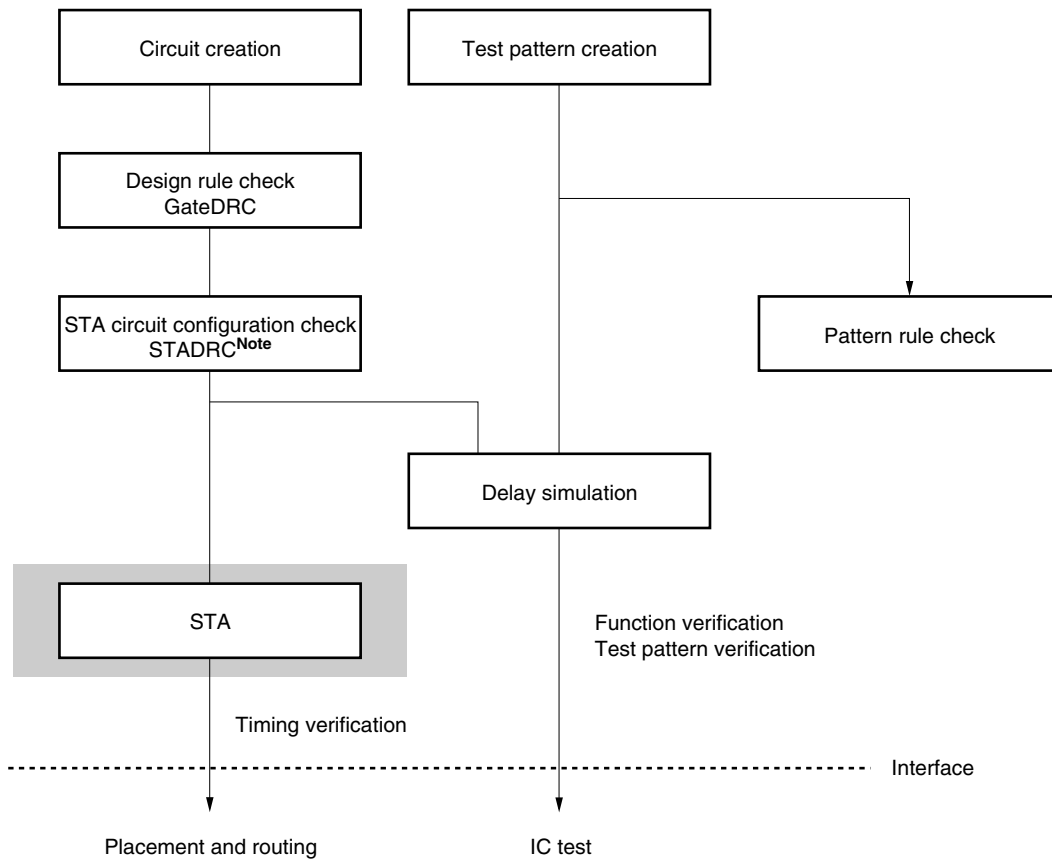 Circuit creation
Test pattern creation
Design rule check
GateDRC
STA circuit configuration check
STADRCNote
Pattern rule check
Delay simulation
STA
Function verification
Test pattern verification
Timing verification
Interface
Placement and routing
IC test